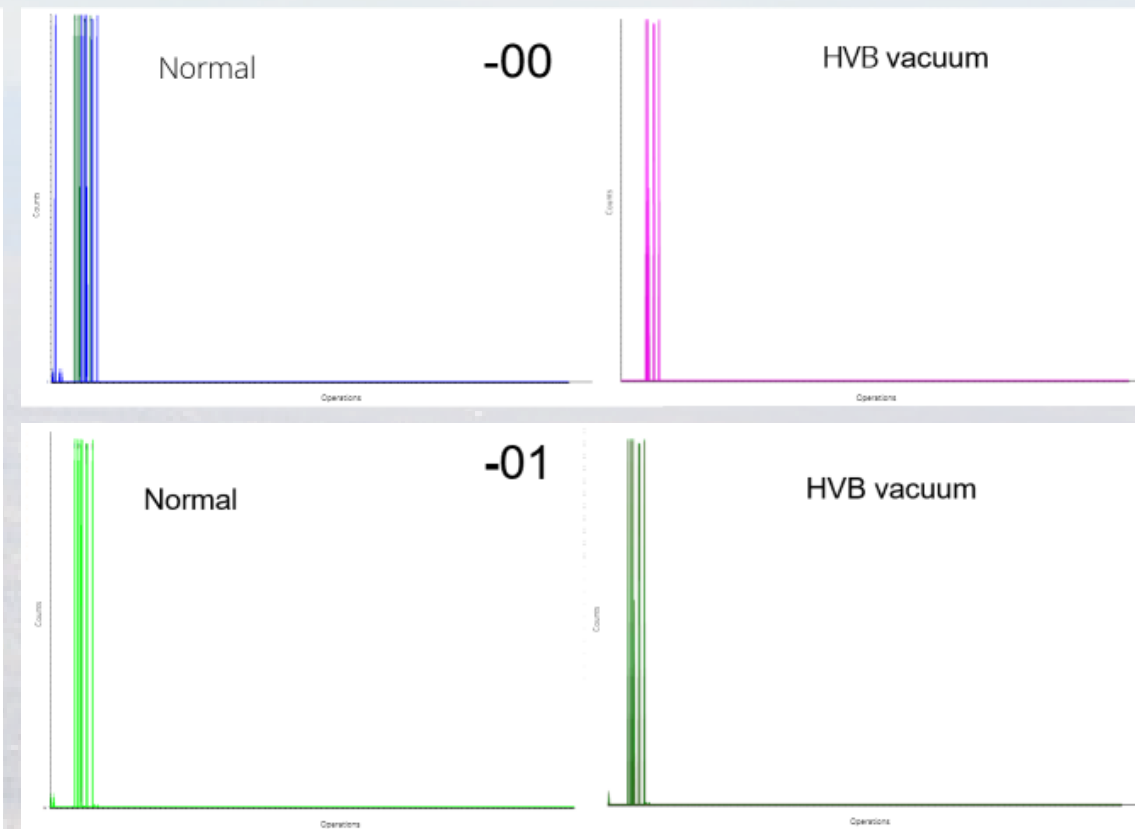 Normal
-00
HVB vacuum
Counts
Counts
Operations
Operations
Normal
-01
HVB vacuum
Counts
Counts
Operations
Operations